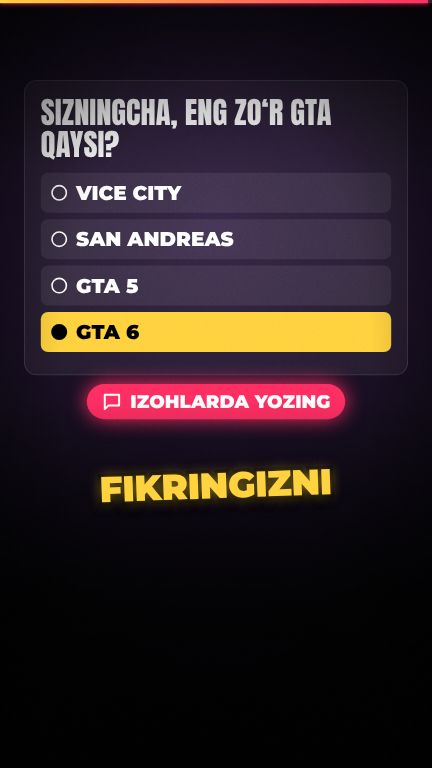 SIZNINGCHA, ENG ZO‘R GTA
QAYSI?
VICE CITY
SAN ANDREAS
GTA 5
GTA 6
IZOHLARDA YOZING
FIKRINGIZNI